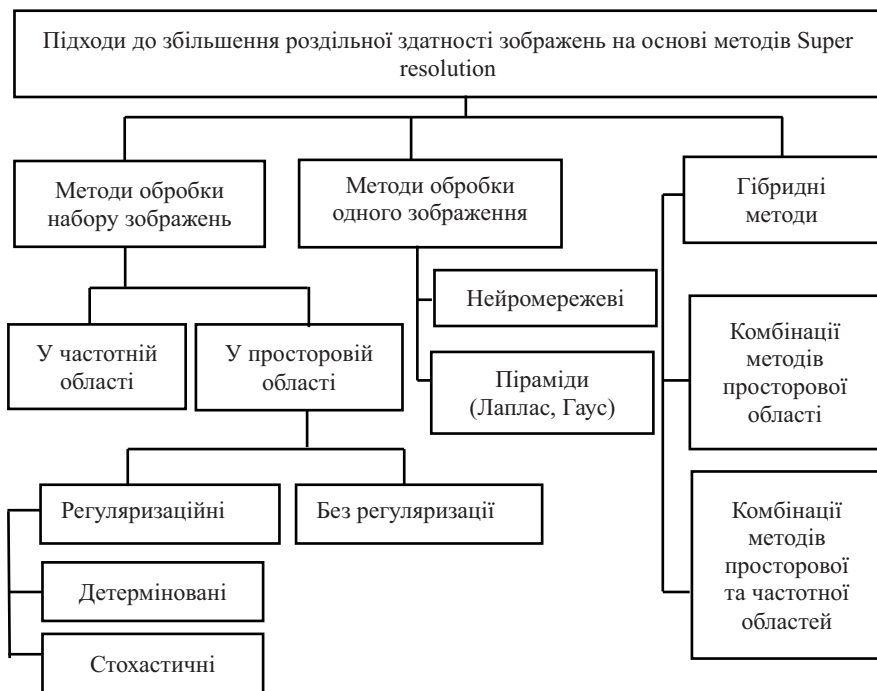 Підходи до збільшення роздільної здатності зображень на основі методів Super
resolution
Методи обробки
набору зображень
Методи обробки
одного зображення
Гібридні
методи
Нейромережеві
У частотній
області
У просторовій
області
Піраміди
(Лаплас, Гаус)
Комбінації
методів
просторової
області
Регуляризаційні
Без регуляризації
Комбінації
методів
просторової
та частотної
областей
Детерміновані
Стохастичні